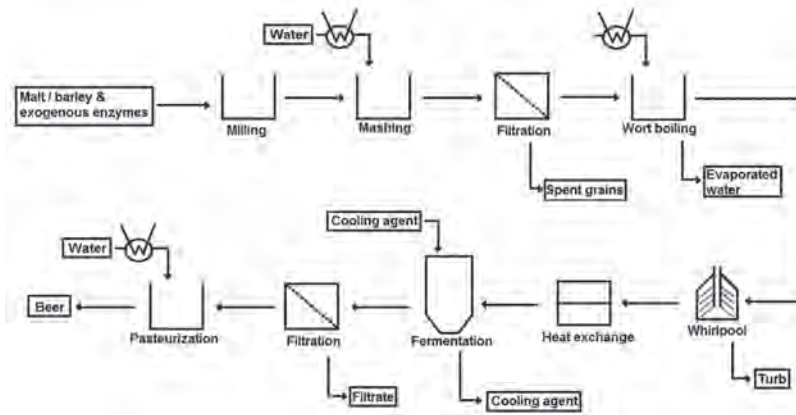 Water
Malt / barley &
exogenous enzymes
Milling
Mashing
Filtration
Wort boiling
Spent grains
Evaporated
water
Cooling agent
Water
Beer
Pasteurization
Filtration
Fermentation
Heat exchange
Whirlpool
Filtrate
Cooling agent
Turb